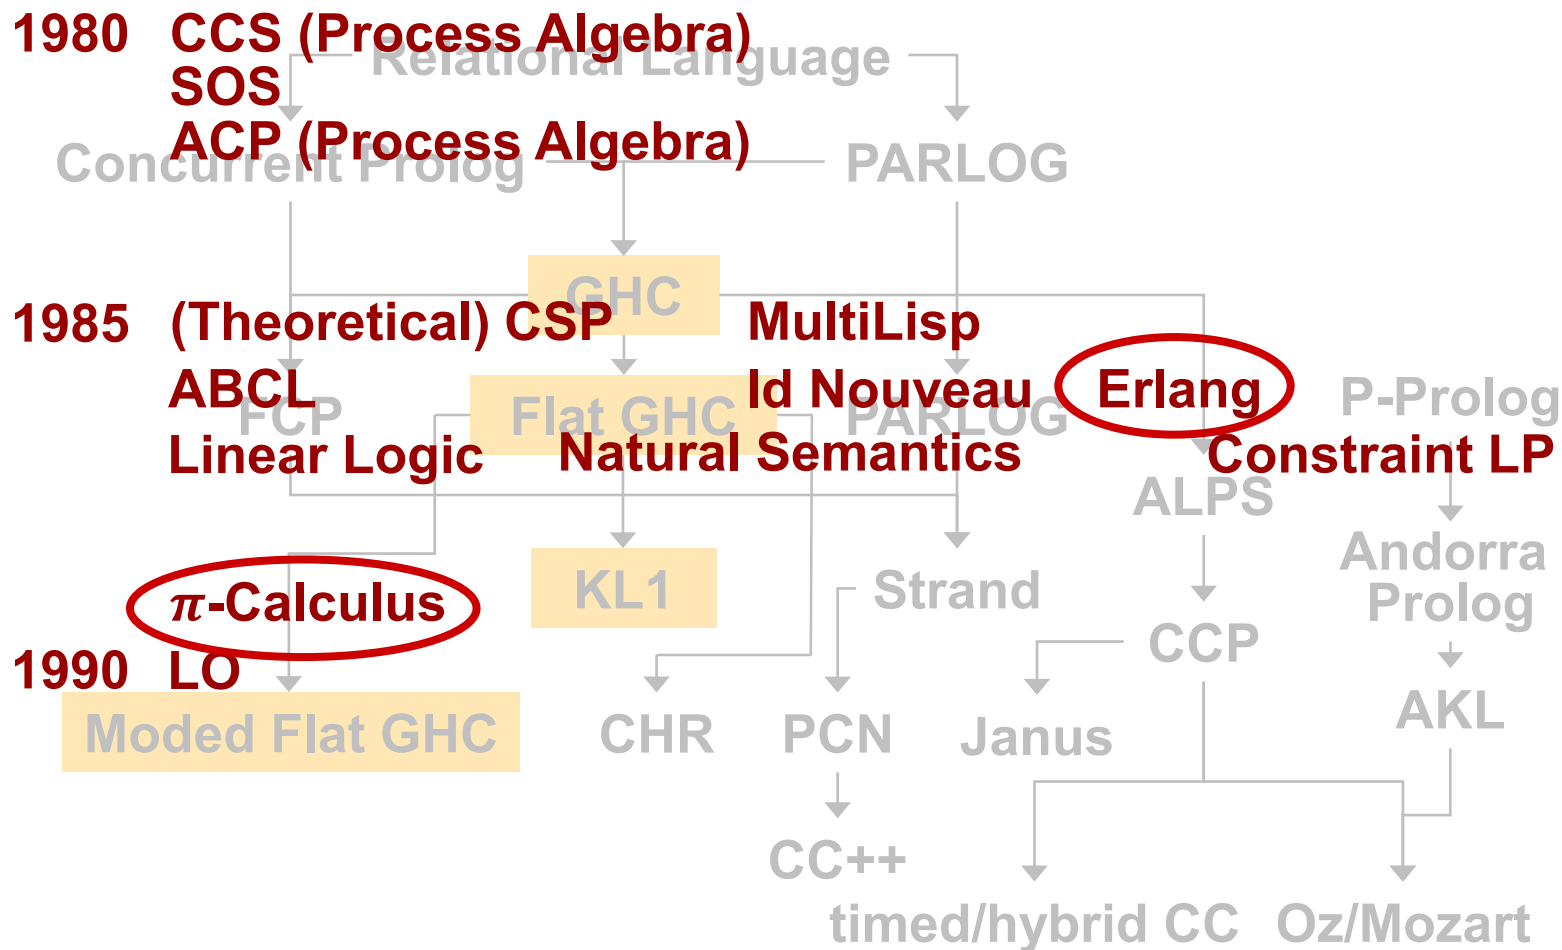 1980 CCS (Process Algebra)
Relational Language
SOS
ACP (Process Algebra)
Concurrent Prolog PARLOG
GHC
1985 (Theoretical) CSP MultiLisp
ABCL Id Nouveau Erlang P-Prolog
FCP Flat GHC PARLOG
Linear Logic Natural Semantics Constraint LP
ALPS
Andorra
Prolog
π-Calculus KL1 Strand
CCP
1990 LO
Moded Flat GHC CHR PCN Janus AKL
CC++
timed/hybrid CC Oz/Mozart